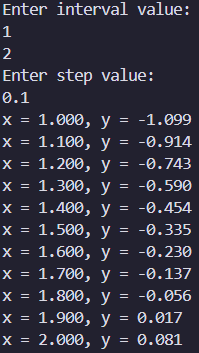 Enter interval value:
1
2
Enter step value:
0.1
x = 1.000, y = -1.099
x = 1.100, y = -0.914
x = 1.200, y = -0.743
x = 1.300, y = -0.590
x = 1.400, y = -0.454
x = 1.500, y = -0.335
x = 1.600, y = -0.230
x = 1.700, y = -0.137
x = 1.800, y = -0.056
x = 1.900, y = 0.017
x = 2.000, y = 0.081